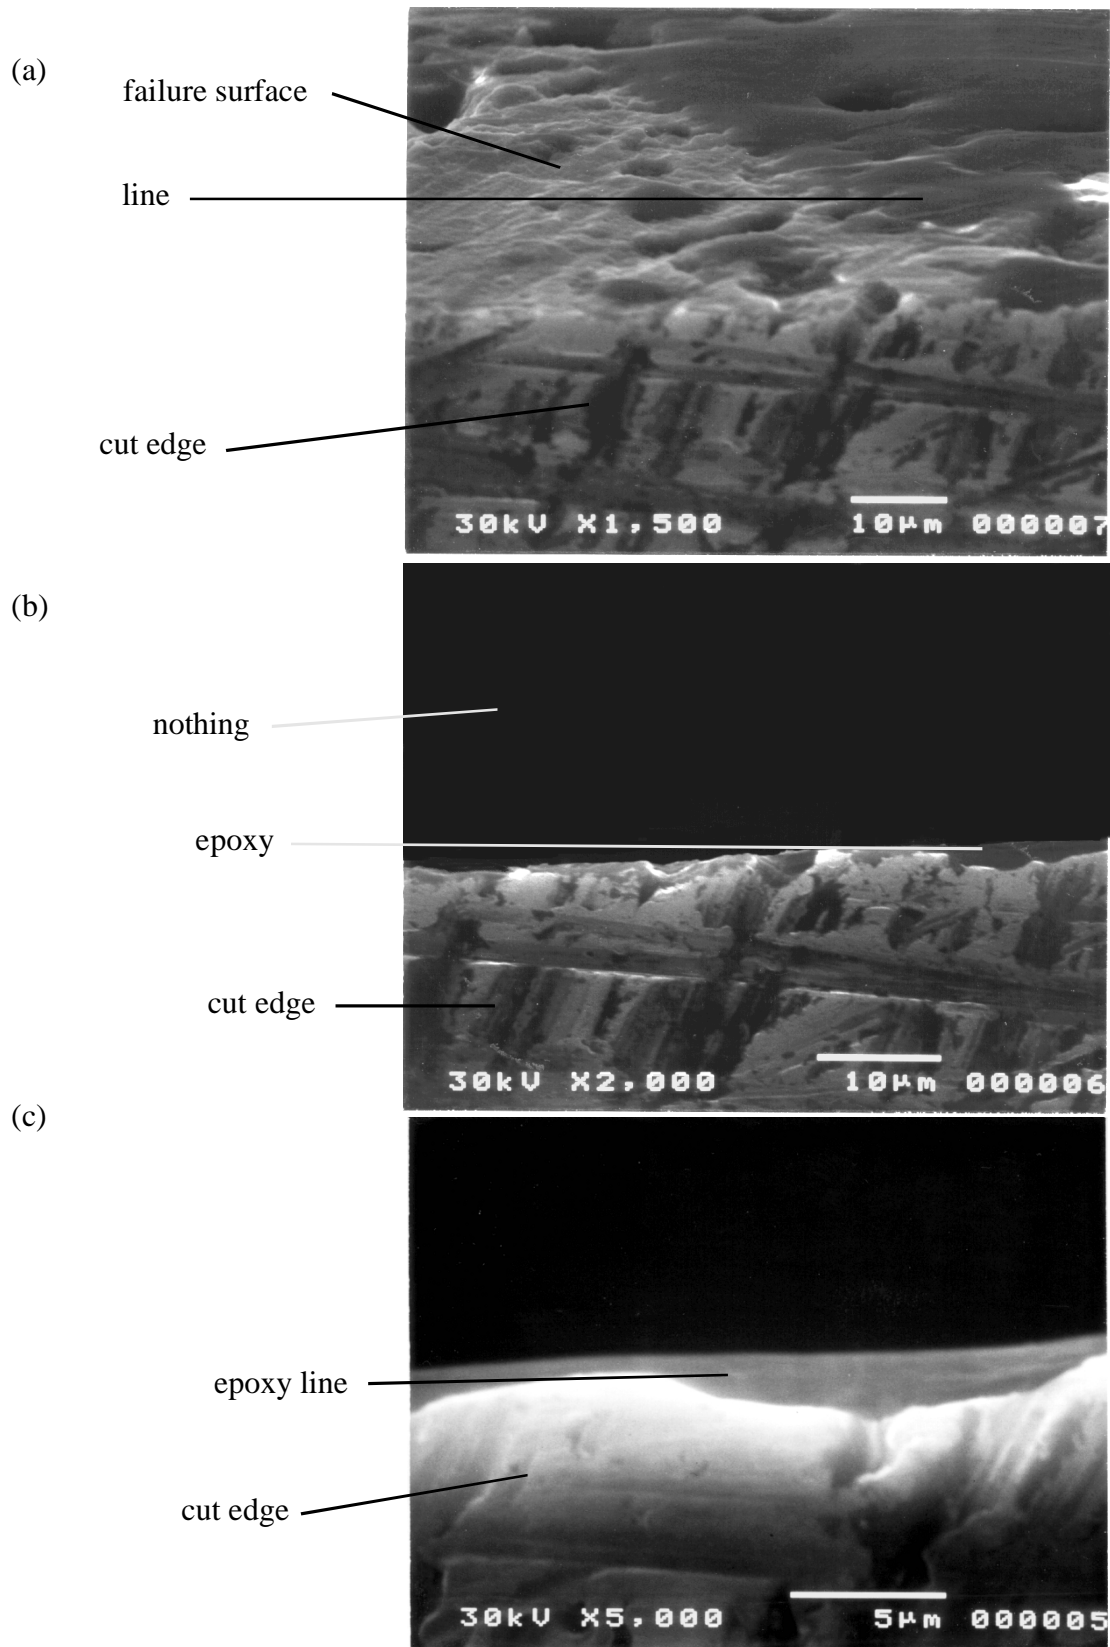 (a)
failure surface
line
cut edge
30kV X1,500 10µm 000007
(b)
nothing
epoxy
cut edge
30kV X2,000 10µm 000006
(c)
epoxy line
cut edge
30kV X5,000 5µm 000005